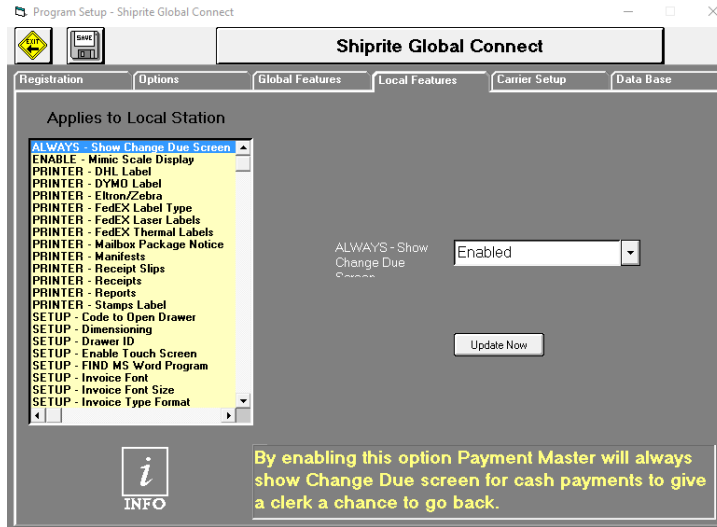 Program Setup - Shiprite Global Connect
EXIT
SAVE
Shiprite Global Connect
Registration
Options
Global Features
Local Features
Carrier Setup
Data Base
Applies to Local Station
ALWAYS - Show Change Due Screen
ENABLE - Mimic Scale Display
PRINTER - DHL Label
PRINTER - DYMO Label
PRINTER - Eltron/Zebra
PRINTER - FedEX Label Type
PRINTER - FedEX Laser Labels
PRINTER - FedEX Thermal Labels
PRINTER - Mailbox Package Notice
PRINTER - Manifests
PRINTER - Receipt Slips
PRINTER - Receipts
PRINTER - Reports
PRINTER - Stamps Label
SETUP - Code to Open Drawer
SETUP - Dimensioning
SETUP - Drawer ID
SETUP - Enable Touch Screen
SETUP - FIND MS Word Program
SETUP - Invoice Font
SETUP - Invoice Font Size
SETUP - Invoice Type Format
ALWAYS - Show
Change Due
Screen
Enabled
Update Now
i
INFO
By enabling this option Payment Master will always
show Change Due screen for cash payments to give
a clerk a chance to go back.